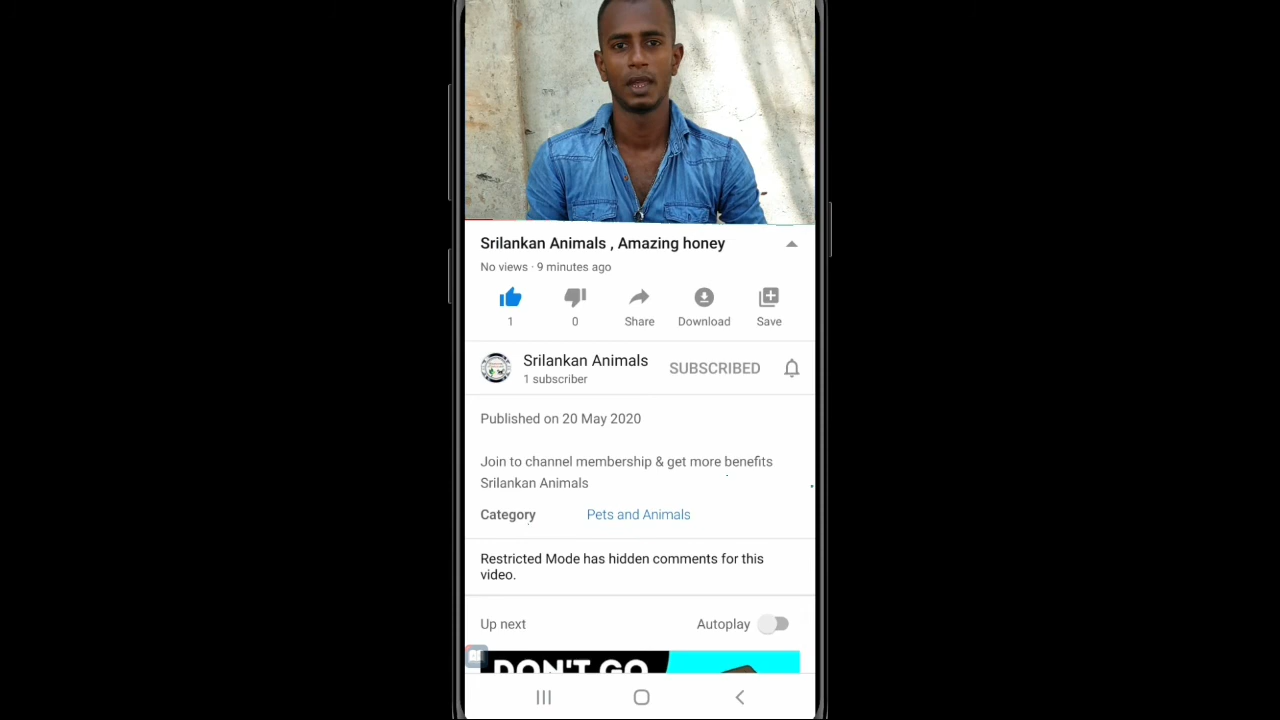 Srilankan Animals , Amazing honey
No views · 9 minutes ago
1
0
Share
Download
Save
Srilankan Animals
1 subscriber
SUBSCRIBED
Published on 20 May 2020
Join to channel membership & get more benefits
Srilankan Animals
Category Pets and Animals
Restricted Mode has hidden comments for this
video.
Up next
Autoplay
DON'T GO